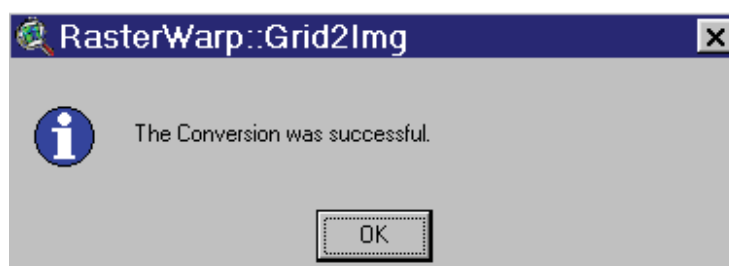 RasterWarp::Grid2Img
The Conversion was successful.
OK